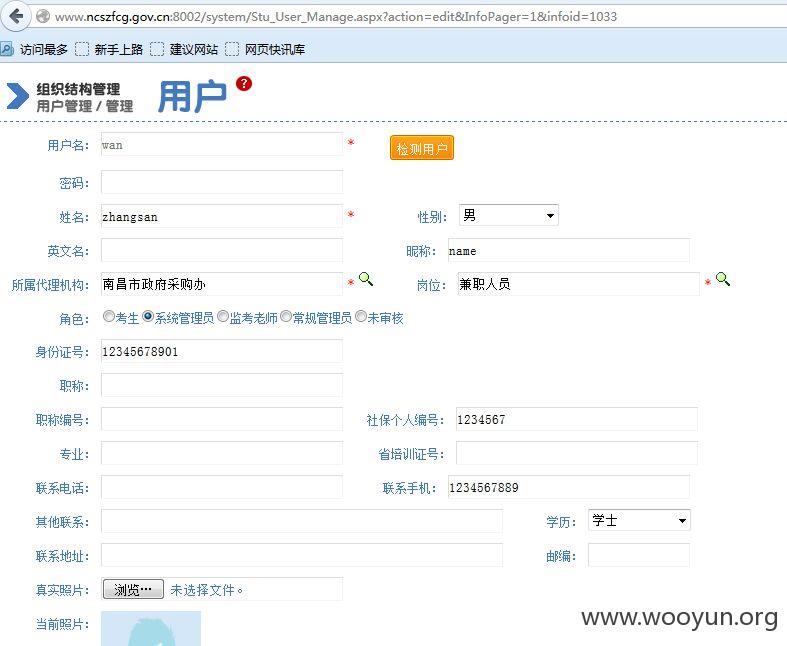 www.ncszfcg.gov.cn:8002/system/Stu_User_Manage.aspx?action=edit&InfoPager=1&infoid=1033
访问最多 新手上路 建议网站 网页快讯库
组织结构管理
用户管理 / 管理 用户 ?
用户名: wan * 检测用户
密码:
姓名: zhangsan * 性别: 男
英文名: 昵称: name
所属代理机构: 南昌市政府采购办 * 岗位: 兼职人员 *
角色: 考生 系统管理员 监考老师 常规管理员 未审核
身份证号: 12345678901
职称:
职称编号: 社保个人编号: 1234567
专业: 省培训证号:
联系电话: 联系手机: 1234567889
其他联系: 学历: 学士
联系地址: 邮编:
真实照片: 浏览… 未选择文件。
当前照片:
www.wooyun.org